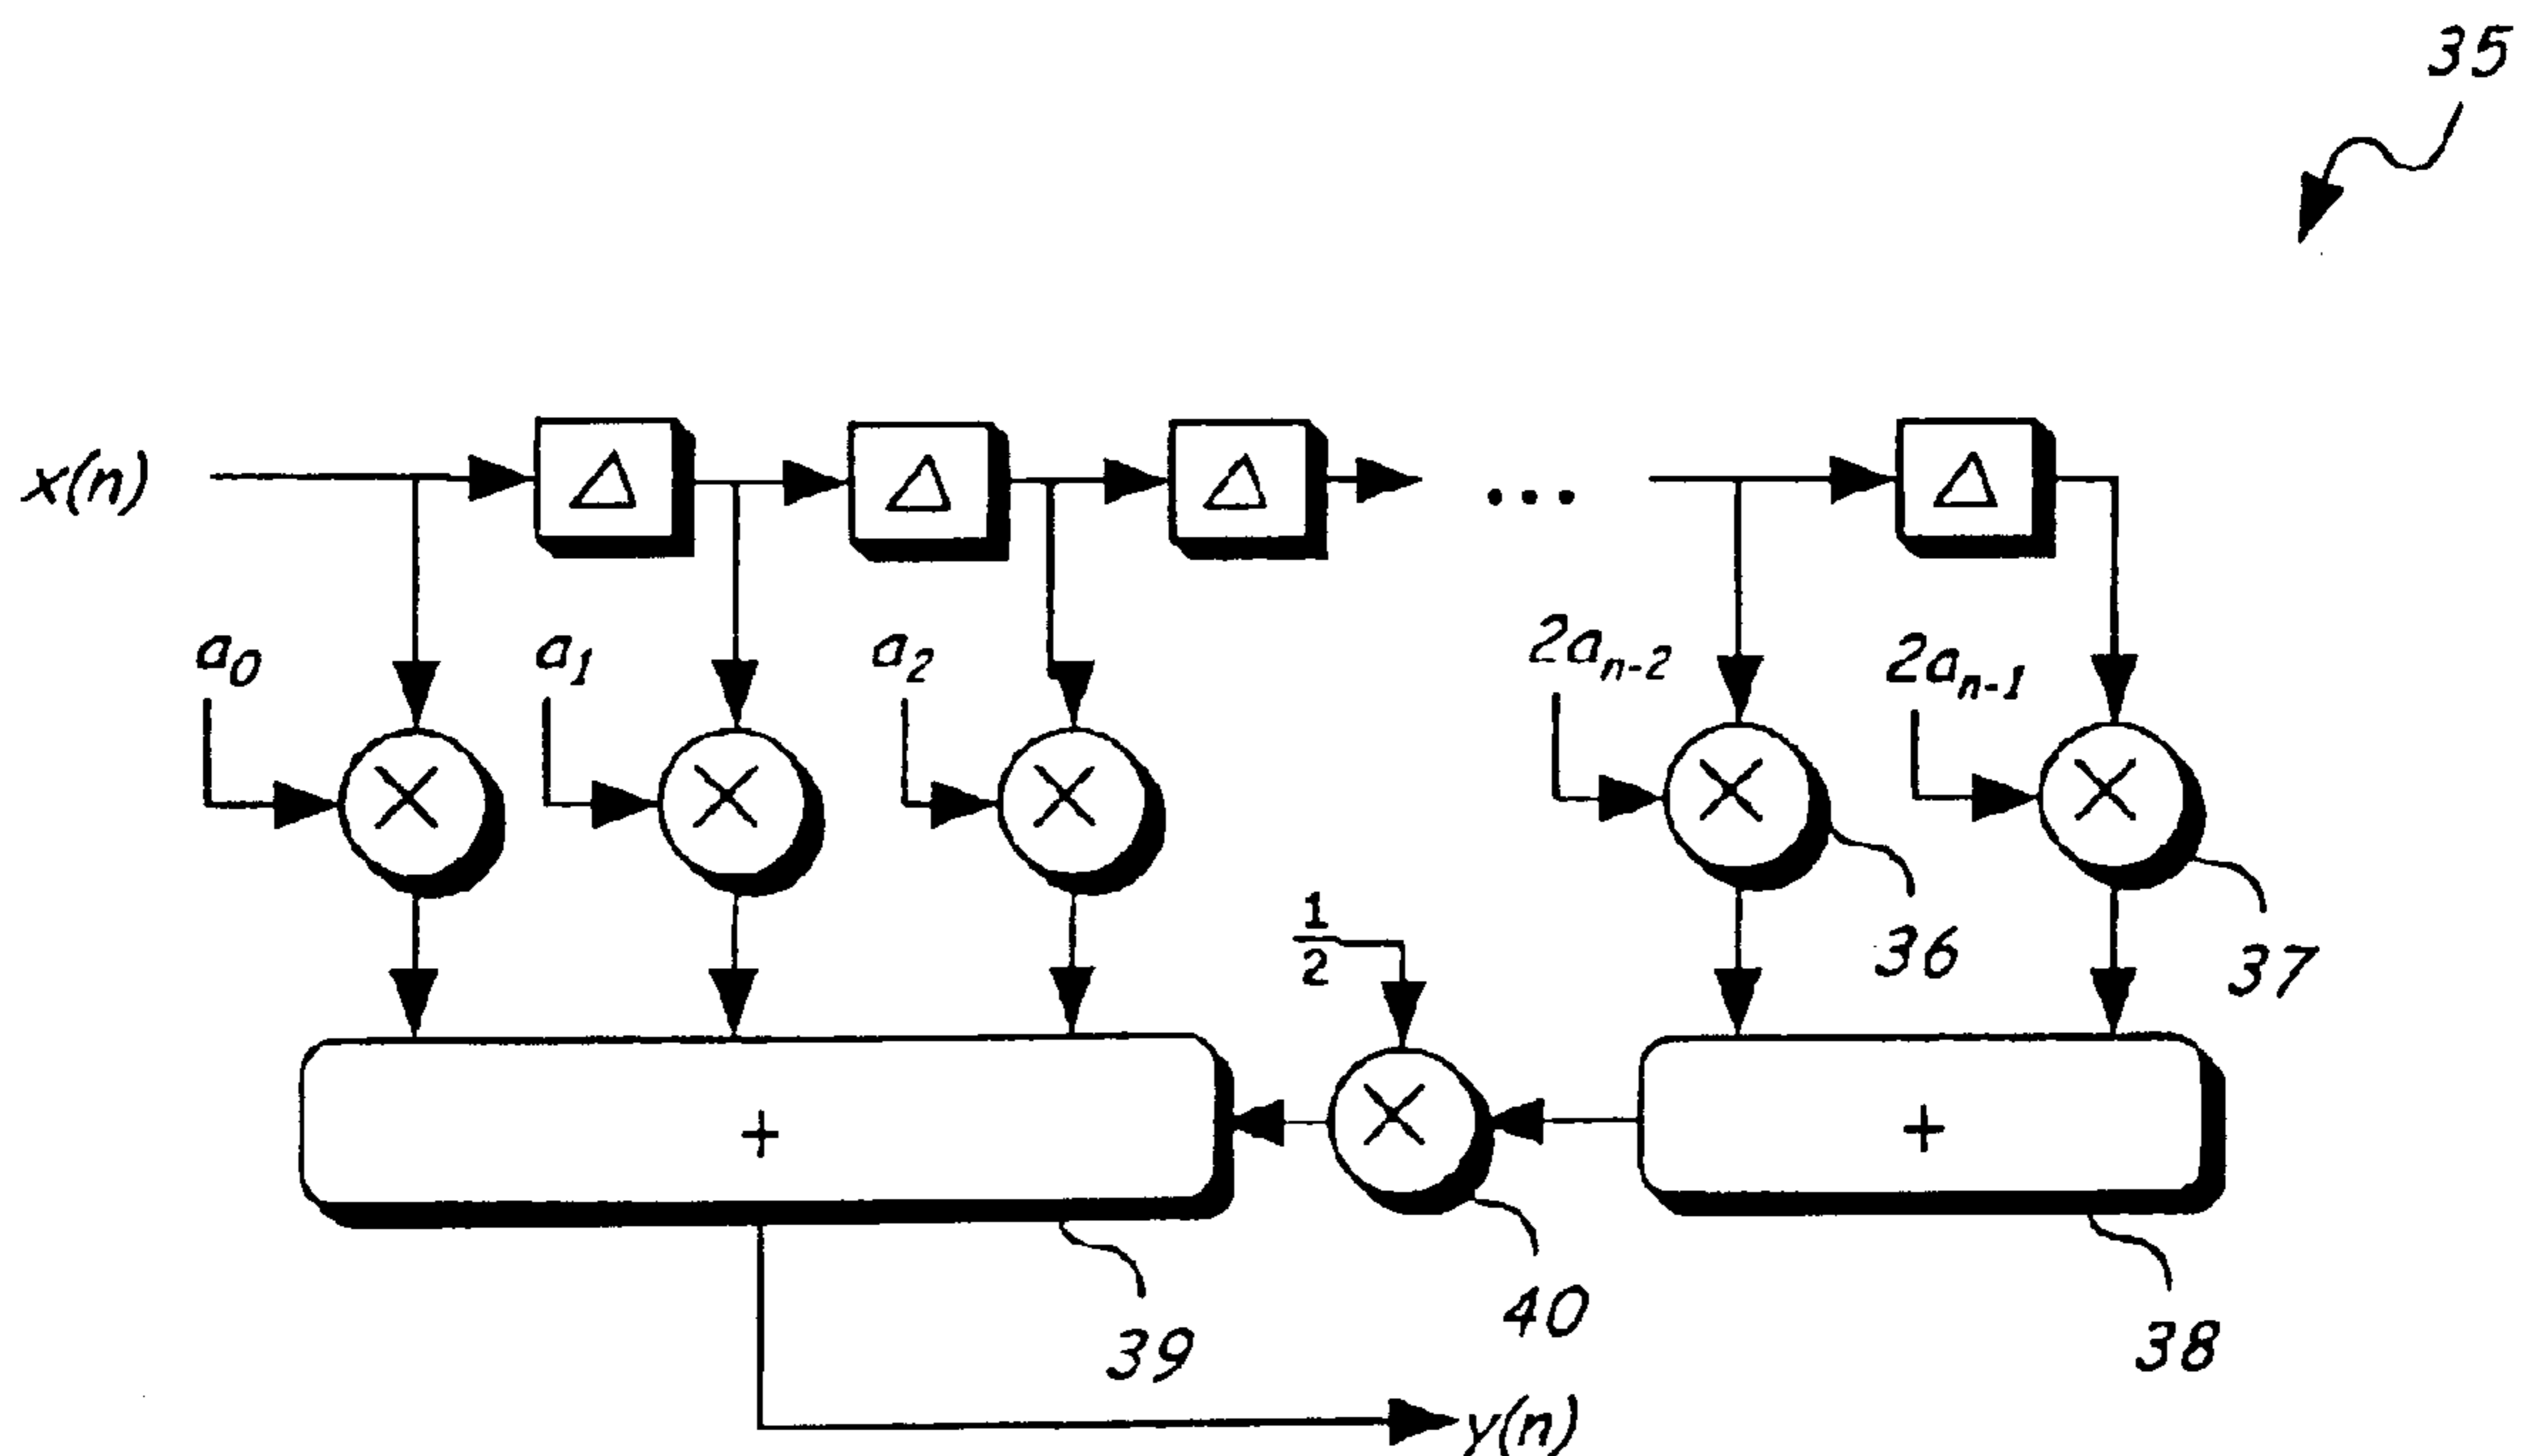 35
x(n)
Δ Δ Δ ... Δ
a₀ a₁ a₂ 2aₙ₋₂ 2aₙ₋₁
× × × × ×
1/2
36 37
+ × +
39 40 38
y(n)